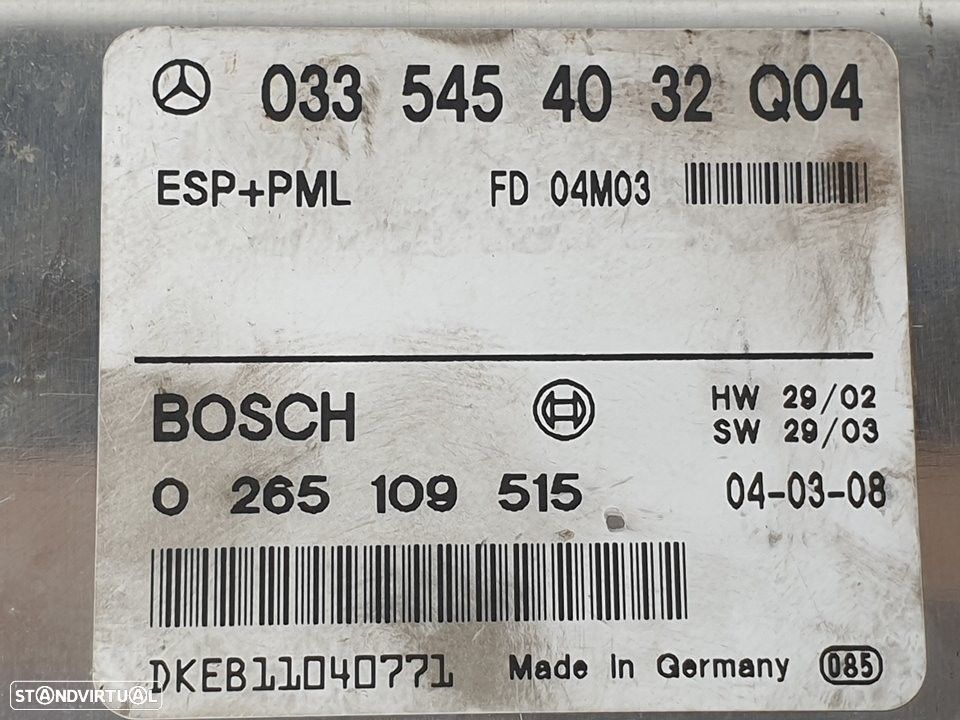 033 545 40 32 Q04
ESP+PML FD 04M03
BOSCH HW 29/02
SW 29/03
0 265 109 515 04-03-08
DKEB11040771 Made in Germany 085
STANDVIRTUAL